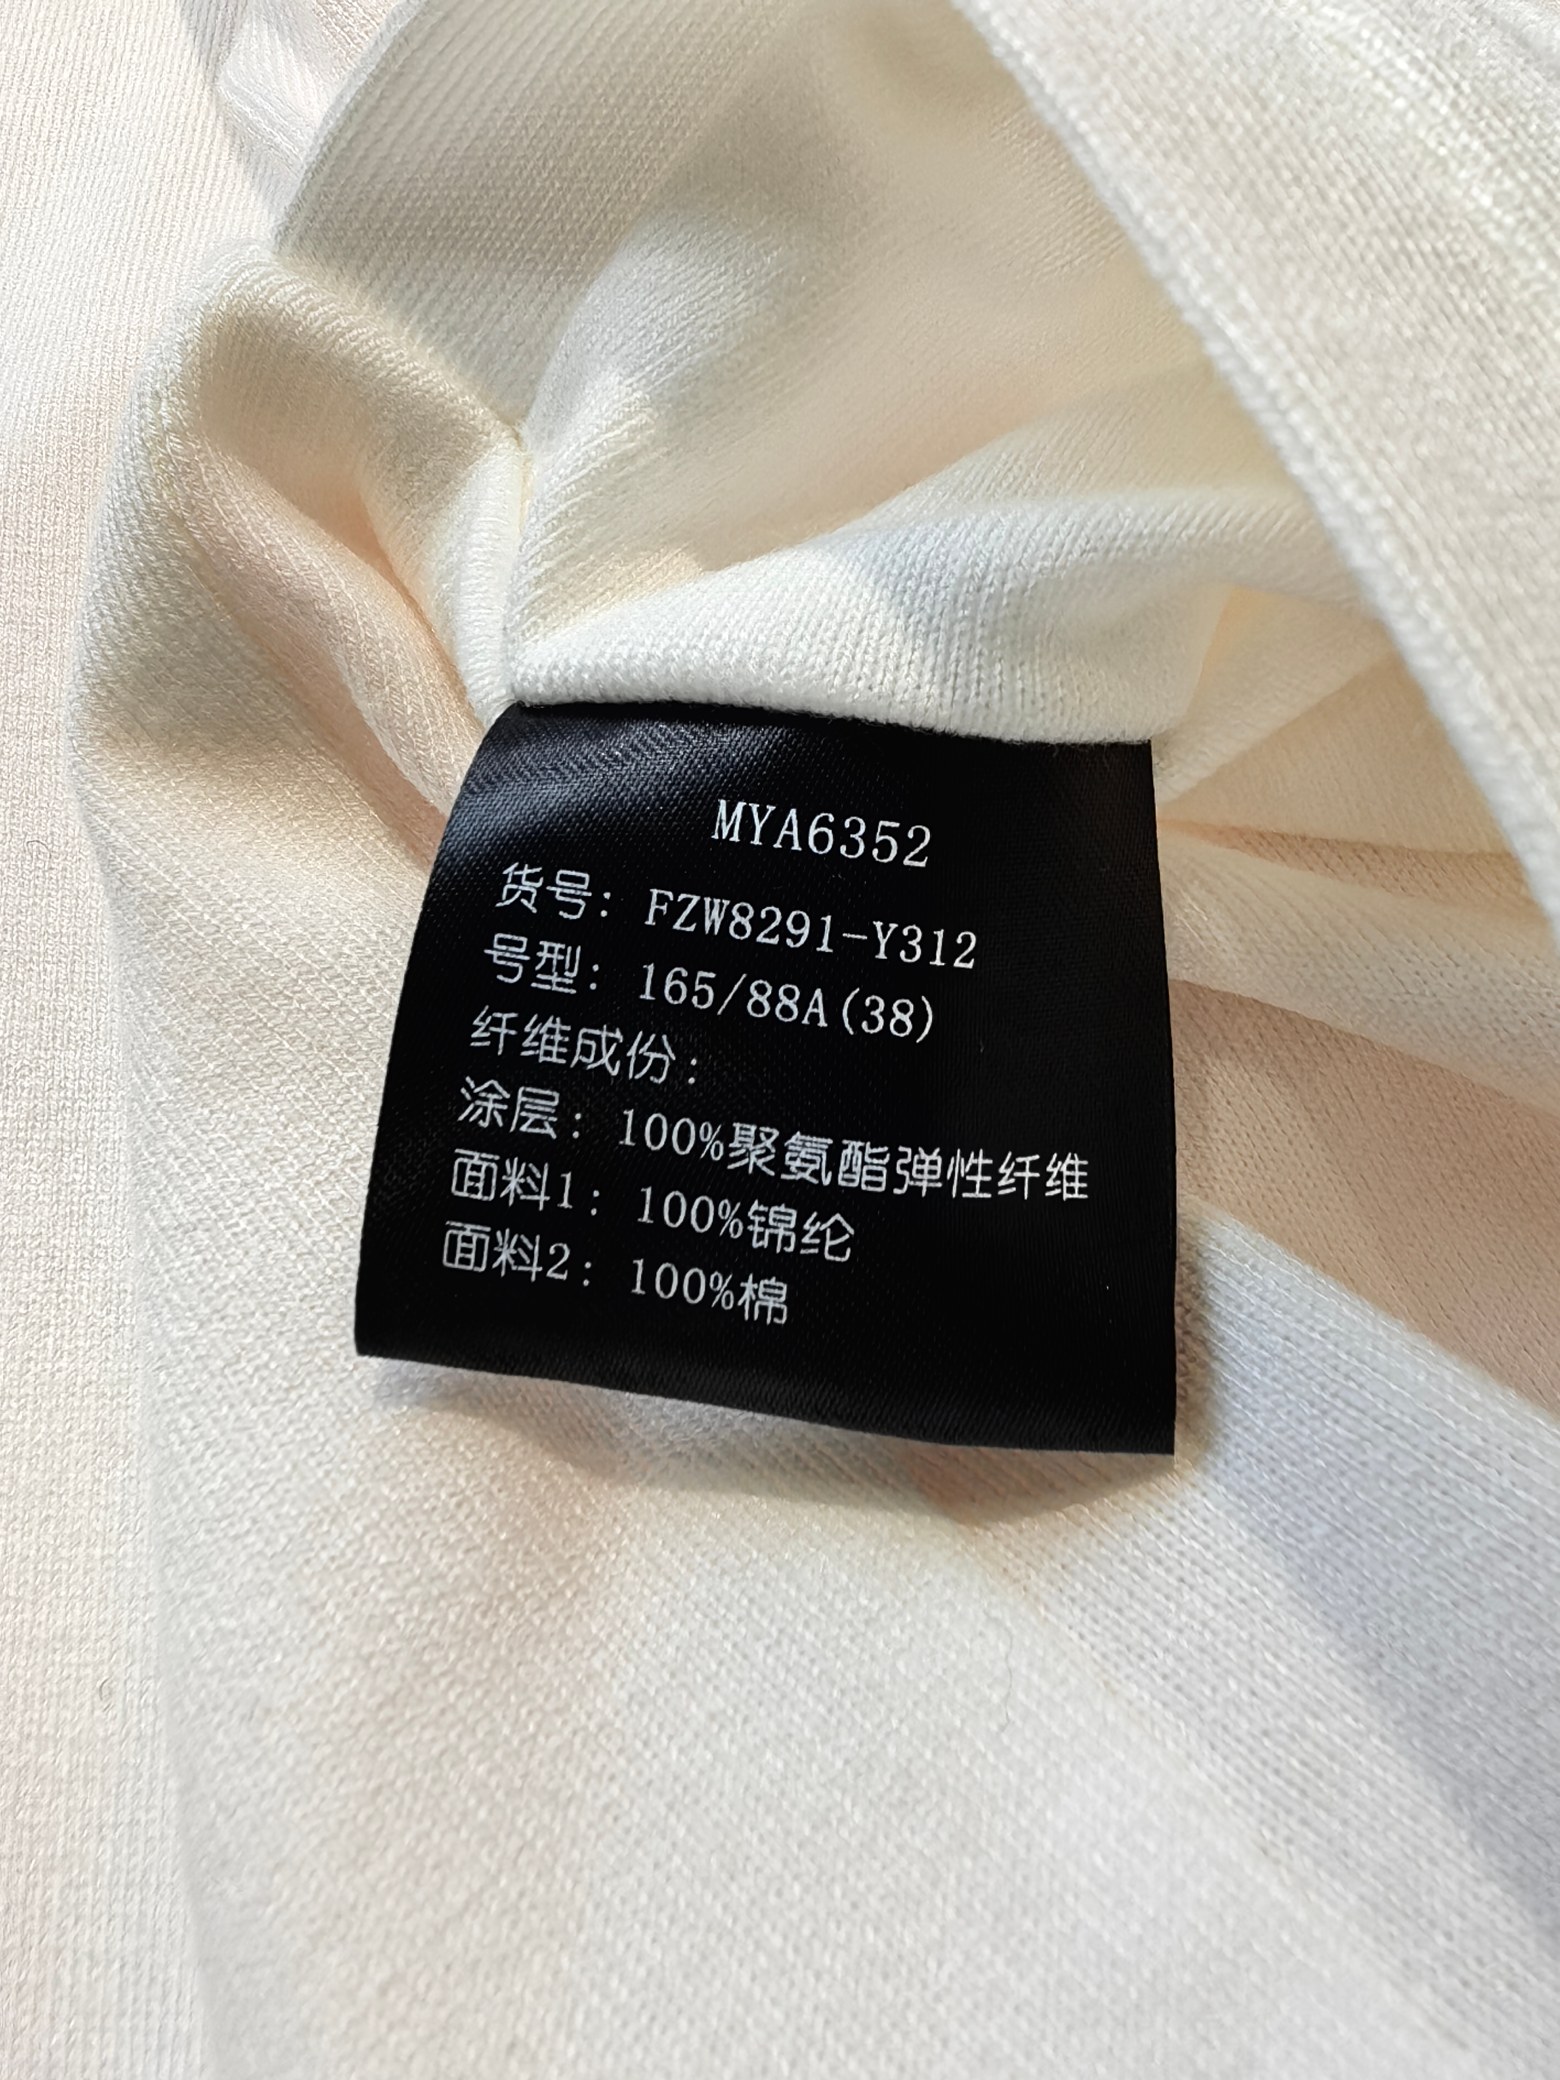 MYA6352
货号：FZW8291-Y312
号型：165/88A(38)
纤维成份：
涂层：100%聚氨酯弹性纤维
面料1：100%锦纶
面料2：100%棉